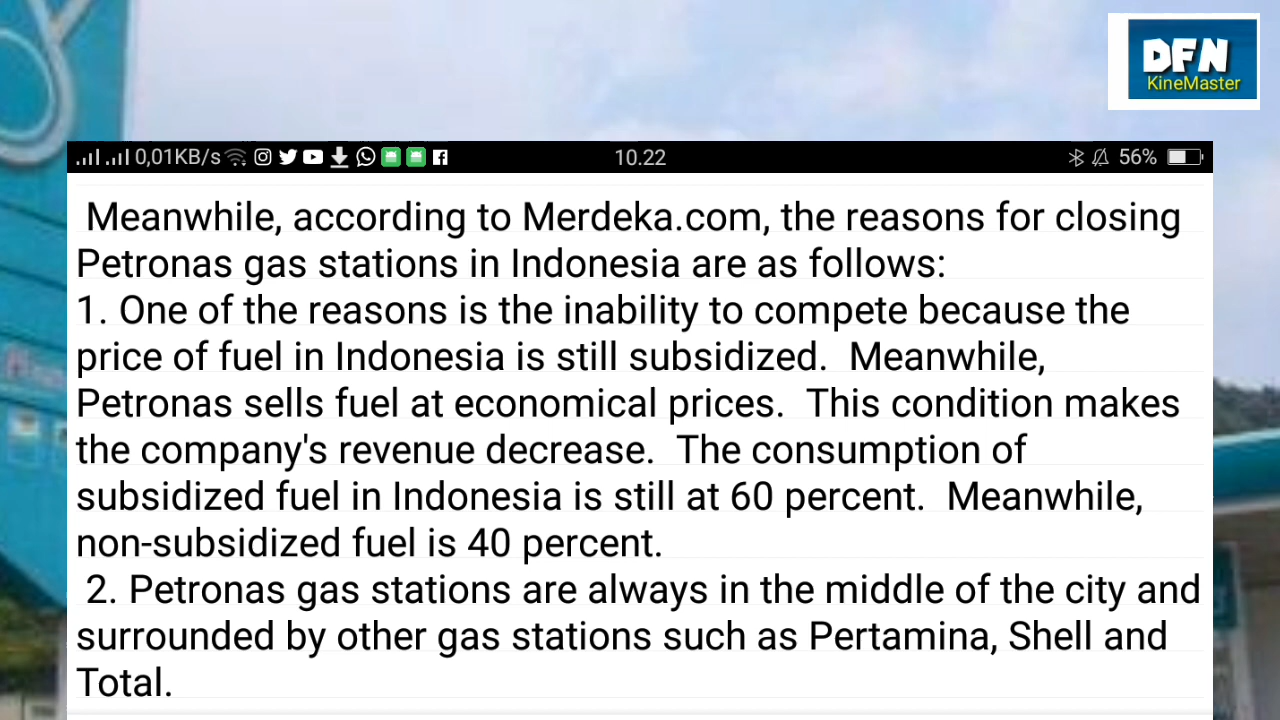 DFN
KineMaster
0,01KB/s
10.22
56%
Meanwhile, according to Merdeka.com, the reasons for closing
Petronas gas stations in Indonesia are as follows:
1. One of the reasons is the inability to compete because the
price of fuel in Indonesia is still subsidized.  Meanwhile,
Petronas sells fuel at economical prices.  This condition makes
the company's revenue decrease.  The consumption of
subsidized fuel in Indonesia is still at 60 percent.  Meanwhile,
non-subsidized fuel is 40 percent.
2. Petronas gas stations are always in the middle of the city and
surrounded by other gas stations such as Pertamina, Shell and
Total.